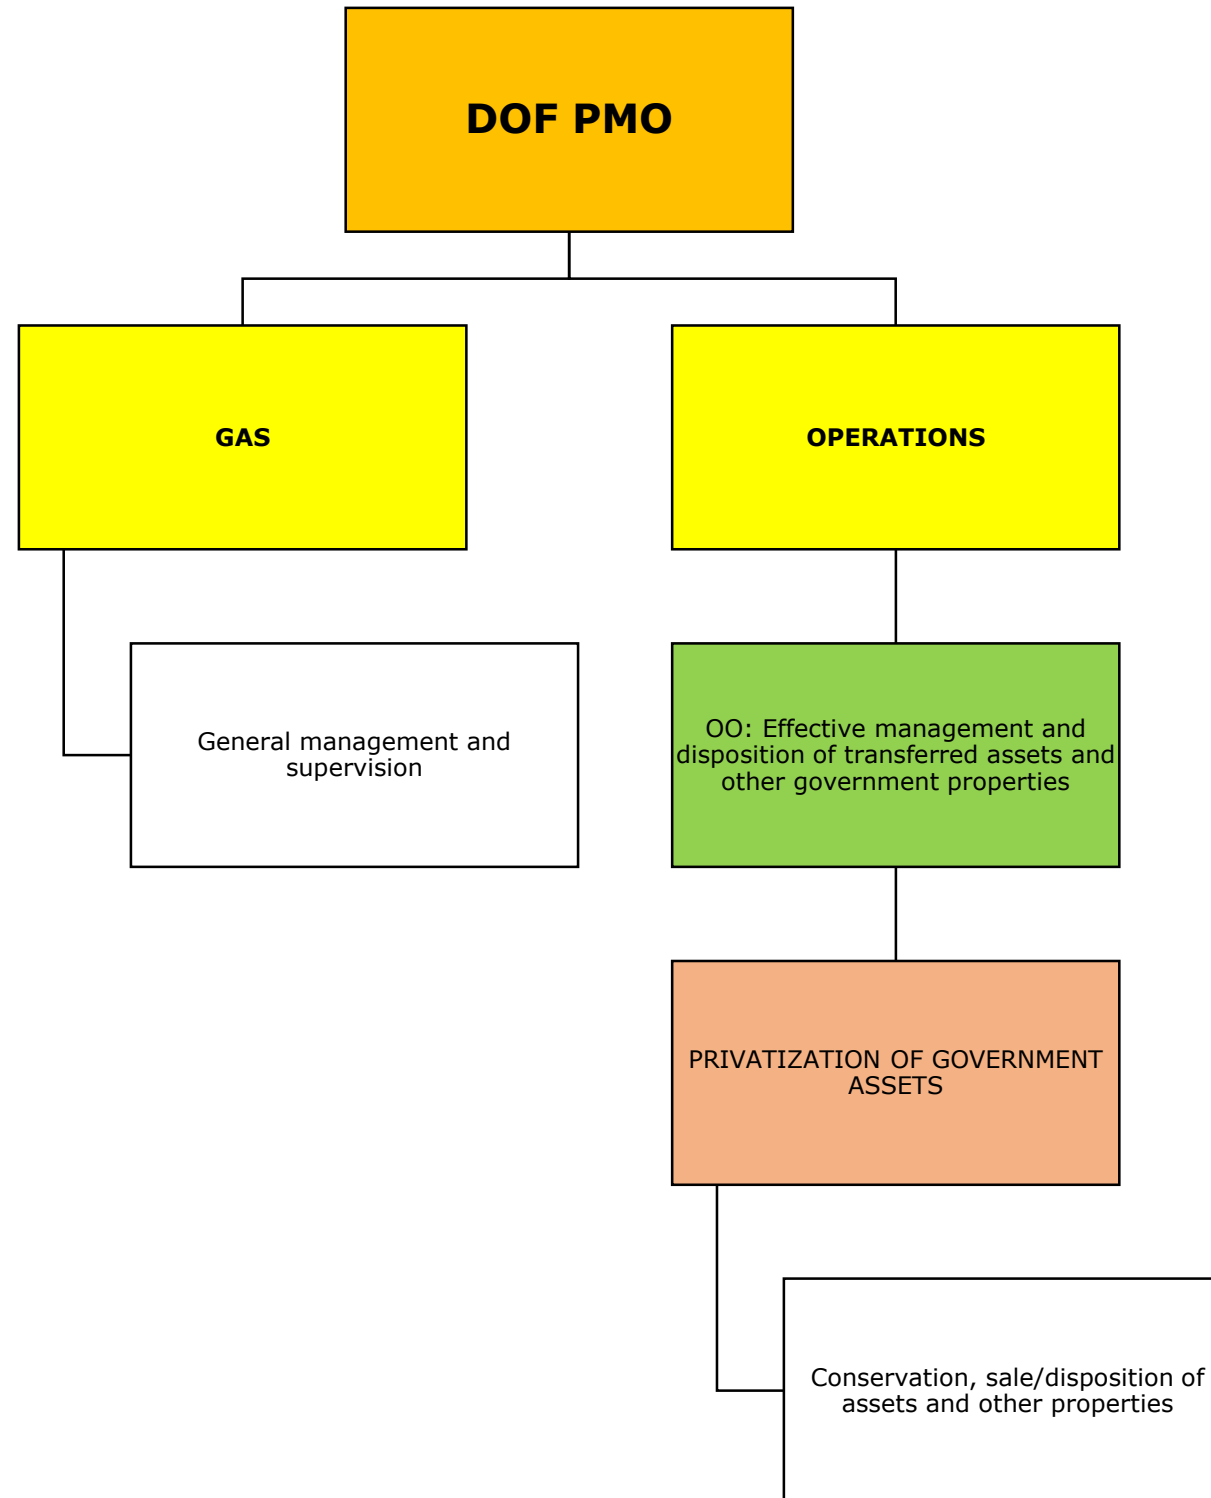 DOF PMO
GAS
OPERATIONS
General management and
supervision
OO: Effective management and
disposition of transferred assets and
other government properties
PRIVATIZATION OF GOVERNMENT
ASSETS
Conservation, sale/disposition of
assets and other properties